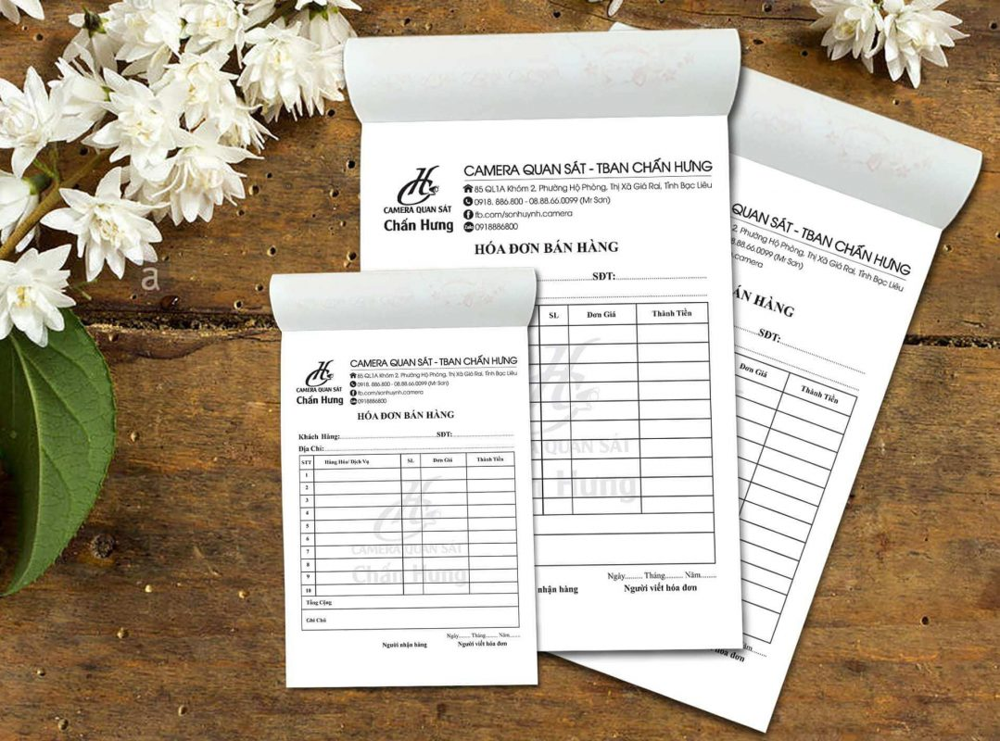 CAMERA QUAN SÁT
Chấn Hưng
CAMERA QUAN SÁT - TBAN CHẤN HƯNG
85 QL1A Khóm 2, Phường Hộ Phòng, Thị Xã Giá Rai, Tỉnh Bạc Liêu
0918. 886.800 - 08.88.66.0099 (Mr Sơn)
fb.com/sonhuynh.camera
Zalo 0918886800
HÓA ĐƠN BÁN HÀNG
SĐT:
SL Đơn Giá Thành Tiền
CAMERA QUAN SÁT
Chấn Hưng
Ngày......... Tháng.......... Năm.........
nhận hàng Người viết hóa đơn
QUAN SÁT - TBAN CHẤN HƯNG
2, Phường Hộ Phòng, Thị Xã Giá Rai, Tỉnh Bạc Liêu
8.88.66.0099 (Mr Sơn)
camera
ÁN HÀNG
SĐT:
Đơn Giá Thành Tiền
Năm.........
hóa đơn
CAMERA QUAN SÁT
Chấn Hưng
CAMERA QUAN SÁT - TBAN CHẤN HƯNG
85 QL1A Khóm 2, Phường Hộ Phòng, Thị Xã Giá Rai, Tỉnh Bạc Liêu
0918. 886.800 - 08.88.66.0099 (Mr Sơn)
fb.com/sonhuynh.camera
0918886800
HÓA ĐƠN BÁN HÀNG
Khách Hàng: SĐT:
Địa Chỉ:
STT Hàng Hóa/ Dịch Vụ SL Đơn Giá Thành Tiền
1
2
3
4
5
6
7
8
9
10
CAMERA QUAN SÁT
Chấn Hưng
Tổng Cộng
Ghi Chú
Ngày......... Tháng......... Năm.........
Người nhận hàng Người viết hóa đơn
a